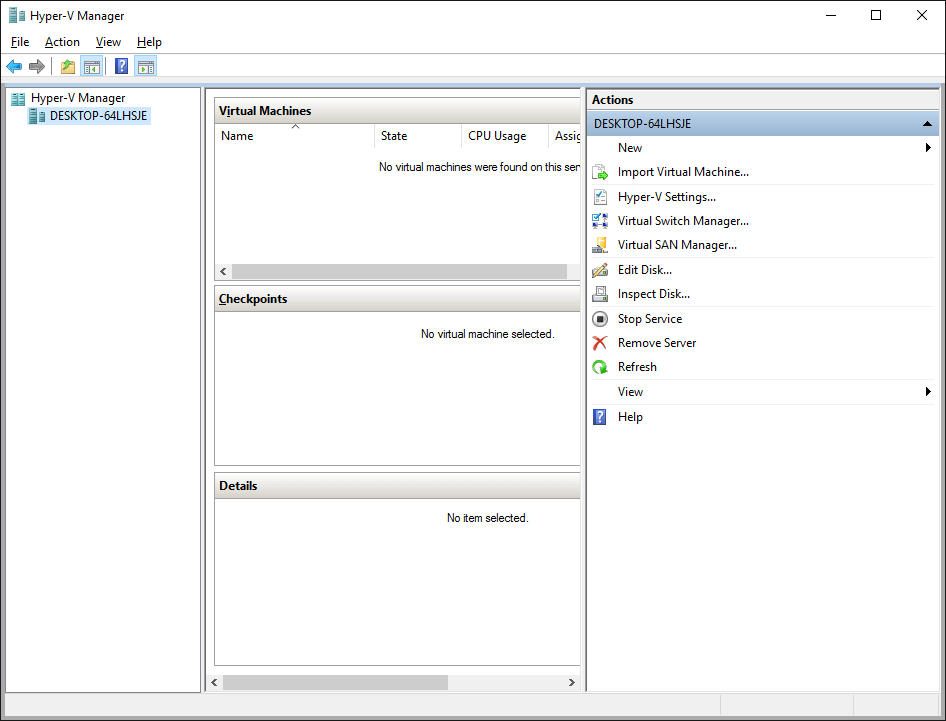 Hyper-V Manager
File Action View Help
Hyper-V Manager
DESKTOP-64LHSJE
Virtual Machines
Name State CPU Usage Assig
No virtual machines were found on this ser
Checkpoints
No virtual machine selected.
Details
No item selected.
Actions
DESKTOP-64LHSJE
New
Import Virtual Machine...
Hyper-V Settings...
Virtual Switch Manager...
Virtual SAN Manager...
Edit Disk...
Inspect Disk...
Stop Service
Remove Server
Refresh
View
Help